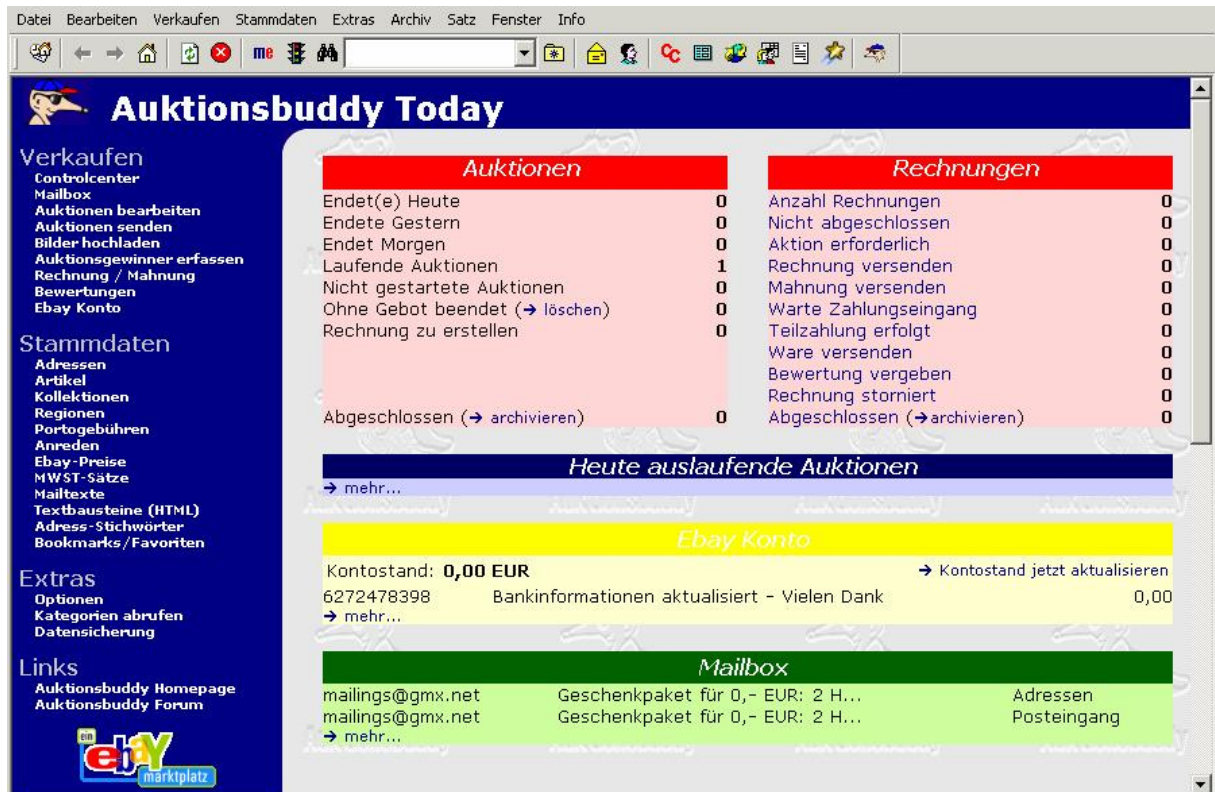 Datei Bearbeiten Verkaufen Stammdaten Extras Archiv Satz Fenster Info
me
CC
Auktionsbuddy Today
Verkaufen
Controlcenter
Mailbox
Auktionen bearbeiten
Auktionen senden
Bilder hochladen
Auktionsgewinner erfassen
Rechnung / Mahnung
Bewertungen
Ebay Konto
Stammdaten
Adressen
Artikel
Kollektionen
Regionen
Portogebühren
Anreden
Ebay-Preise
MWST-Sätze
Mailtexte
Textbausteine (HTML)
Adress-Stichwörter
Bookmarks/Favoriten
Extras
Optionen
Kategorien abrufen
Datensicherung
Links
Auktionsbuddy Homepage
Auktionsbuddy Forum
ein
ebay
marktplatz
Auktionen
Endet(e) Heute 0
Endete Gestern 0
Endet Morgen 0
Laufende Auktionen 1
Nicht gestartete Auktionen 0
Ohne Gebot beendet (→ löschen) 0
Rechnung zu erstellen 0
Abgeschlossen (→ archivieren) 0
Rechnungen
Anzahl Rechnungen 0
Nicht abgeschlossen 0
Aktion erforderlich 0
Rechnung versenden 0
Mahnung versenden 0
Warte Zahlungseingang 0
Teilzahlung erfolgt 0
Ware versenden 0
Bewertung vergeben 0
Rechnung storniert 0
Abgeschlossen (→archivieren) 0
Heute auslaufende Auktionen
→ mehr...
Ebay Konto
Kontostand: 0,00 EUR → Kontostand jetzt aktualisieren
6272478398 Bankinformationen aktualisiert - Vielen Dank 0,00
→ mehr...
Mailbox
mailings@gmx.net Geschenkpaket für 0,- EUR: 2 H... Adressen
mailings@gmx.net Geschenkpaket für 0,- EUR: 2 H... Posteingang
→ mehr...